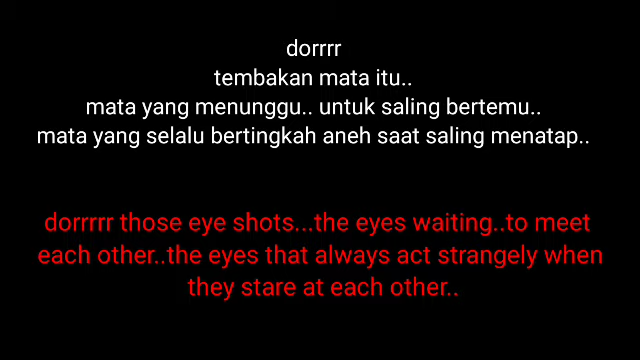 dorrrr
tembakan mata itu..
mata yang menunggu.. untuk saling bertemu..
mata yang selalu bertingkah aneh saat saling menatap..
dorrrrr those eye shots...the eyes waiting..to meet
each other..the eyes that always act strangely when
they stare at each other..